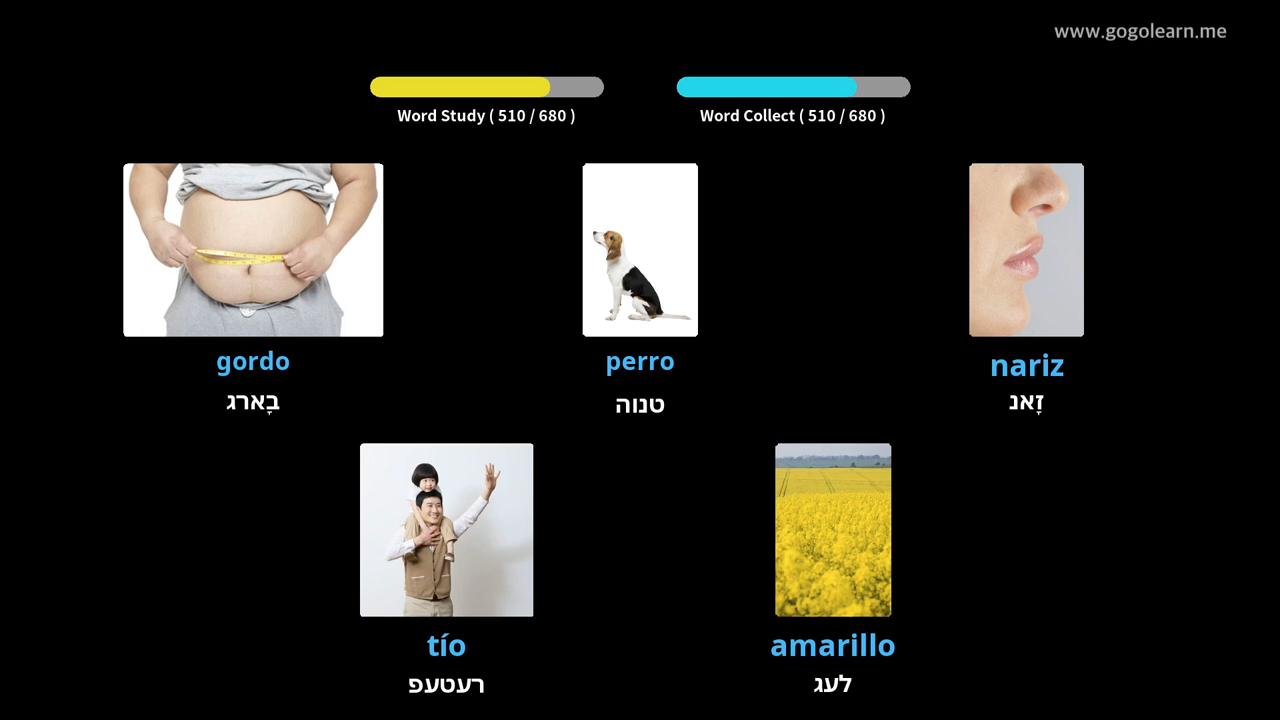 www.gogolearn.me
Word Study ( 510 / 680 )
Word Collect ( 510 / 680 )
gordo
perro
nariz
בָארג
טנוה
זָאנ
tío
amarillo
רעטעפ
לעג